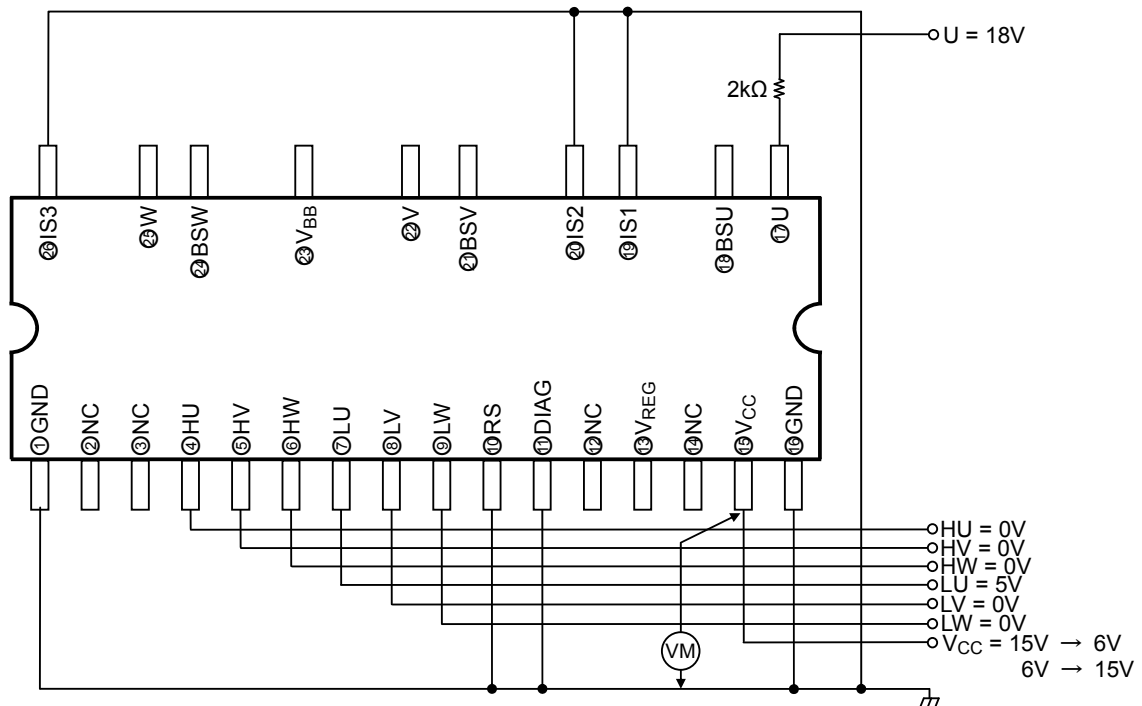 U = 18V
2kΩ
㉖IS3
㉕W
㉔BSW
㉓VBB
㉒V
㉑BSV
⑳IS2
⑲IS1
⑱BSU
⑰U
①GND
②NC
③NC
④HU
⑤HV
⑥HW
⑦LU
⑧LV
⑨LW
⑩RS
⑪DIAG
⑫NC
⑬VREG
⑭NC
⑮VCC
⑯GND
HU = 0V
HV = 0V
HW = 0V
LU = 5V
LV = 0V
LW = 0V
VM
VCC = 15V → 6V
6V → 15V